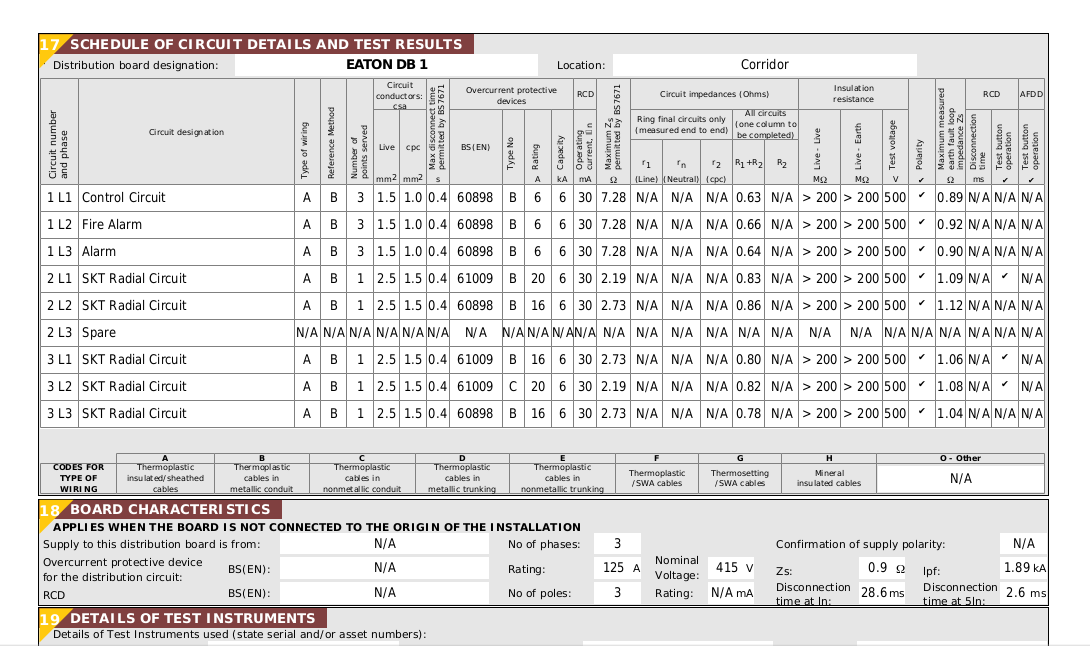 17 SCHEDULE OF CIRCUIT DETAILS AND TEST RESULTS
Distribution board designation: EATON DB 1 Location: Corridor
Circuit number and phase
Circuit designation
Type of wiring
Reference Method
Number of points served
Circuit conductors: csa
Live mm2
cpc mm2
Max disconnect time permitted by BS7671 s
Overcurrent protective devices
BS(EN)
Type No
Rating A
Capacity kA
RCD
Operating current, I∆n mA
Maximum Zs permitted by BS7671 Ω
Circuit impedances (Ohms)
Ring final circuits only (measured end to end)
r1 (Line)
rn (Neutral)
r2 (cpc)
All circuits (one column to be completed)
R1+R2
R2
Insulation resistance
Live - Live MΩ
Live - Earth MΩ
Test voltage V
Polarity ✔
Maximum measured earth fault loop impedance Zs Ω
RCD
Disconnection time ms
Test button operation ✔
AFDD
Test button operation ✔
1 L1 Control Circuit A B 3 1.5 1.0 0.4 60898 B 6 6 30 7.28 N/A N/A N/A 0.63 N/A > 200 > 200 500 ✔ 0.89 N/A N/A N/A
1 L2 Fire Alarm A B 3 1.5 1.0 0.4 60898 B 6 6 30 7.28 N/A N/A N/A 0.66 N/A > 200 > 200 500 ✔ 0.92 N/A N/A N/A
1 L3 Alarm A B 3 1.5 1.0 0.4 60898 B 6 6 30 7.28 N/A N/A N/A 0.64 N/A > 200 > 200 500 ✔ 0.90 N/A N/A N/A
2 L1 SKT Radial Circuit A B 1 2.5 1.5 0.4 61009 B 20 6 30 2.19 N/A N/A N/A 0.83 N/A > 200 > 200 500 ✔ 1.09 N/A ✔ N/A
2 L2 SKT Radial Circuit A B 1 2.5 1.5 0.4 60898 B 16 6 30 2.73 N/A N/A N/A 0.86 N/A > 200 > 200 500 ✔ 1.12 N/A N/A N/A
2 L3 Spare N/A N/A N/A N/A N/A N/A N/A N/A N/A N/A N/A N/A N/A N/A N/A N/A N/A N/A N/A N/A N/A N/A N/A N/A N/A
3 L1 SKT Radial Circuit A B 1 2.5 1.5 0.4 61009 B 16 6 30 2.73 N/A N/A N/A 0.80 N/A > 200 > 200 500 ✔ 1.06 N/A ✔ N/A
3 L2 SKT Radial Circuit A B 1 2.5 1.5 0.4 61009 C 20 6 30 2.19 N/A N/A N/A 0.82 N/A > 200 > 200 500 ✔ 1.08 N/A ✔ N/A
3 L3 SKT Radial Circuit A B 1 2.5 1.5 0.4 60898 B 16 6 30 2.73 N/A N/A N/A 0.78 N/A > 200 > 200 500 ✔ 1.04 N/A N/A N/A
CODES FOR TYPE OF WIRING
A Thermoplastic insulated/sheathed cables
B Thermoplastic cables in metallic conduit
C Thermoplastic cables in nonmetallic conduit
D Thermoplastic cables in metallic trunking
E Thermoplastic cables in nonmetallic trunking
F Thermoplastic /SWA cables
G Thermosetting /SWA cables
H Mineral insulated cables
O - Other N/A
18 BOARD CHARACTERISTICS
APPLIES WHEN THE BOARD IS NOT CONNECTED TO THE ORIGIN OF THE INSTALLATION
Supply to this distribution board is from: N/A No of phases: 3 Confirmation of supply polarity: N/A
Overcurrent protective device for the distribution circuit: BS(EN): N/A Rating: 125 A Nominal Voltage: 415 V Zs: 0.9 Ω Ipf: 1.89 kA
RCD BS(EN): N/A No of poles: 3 Rating: N/A mA Disconnection time at In: 28.6 ms Disconnection time at 5In: 2.6 ms
19 DETAILS OF TEST INSTRUMENTS
Details of Test Instruments used (state serial and/or asset numbers):